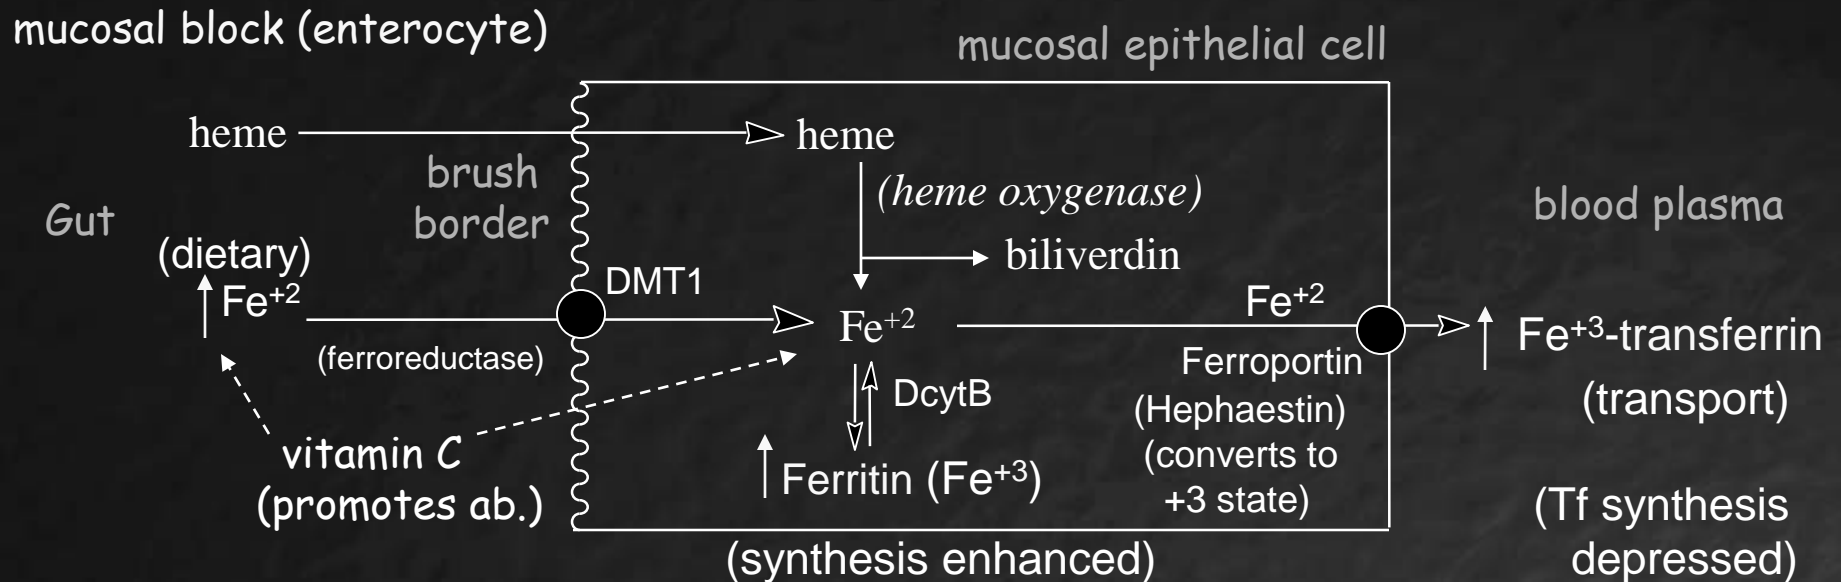 mucosal block (enterocyte)
mucosal epithelial cell
heme
heme
brush
border
(heme oxygenase)
Gut
blood plasma
(dietary)
biliverdin
Fe+2
DMT1
Fe+2
Fe+2
Fe+3-transferrin
(ferroreductase)
Ferroportin
(transport)
DcytB
(Hephaestin)
vitamin C
(converts to
(promotes ab.)
Ferritin (Fe+3)
+3 state)
(Tf synthesis
depressed)
(synthesis enhanced)